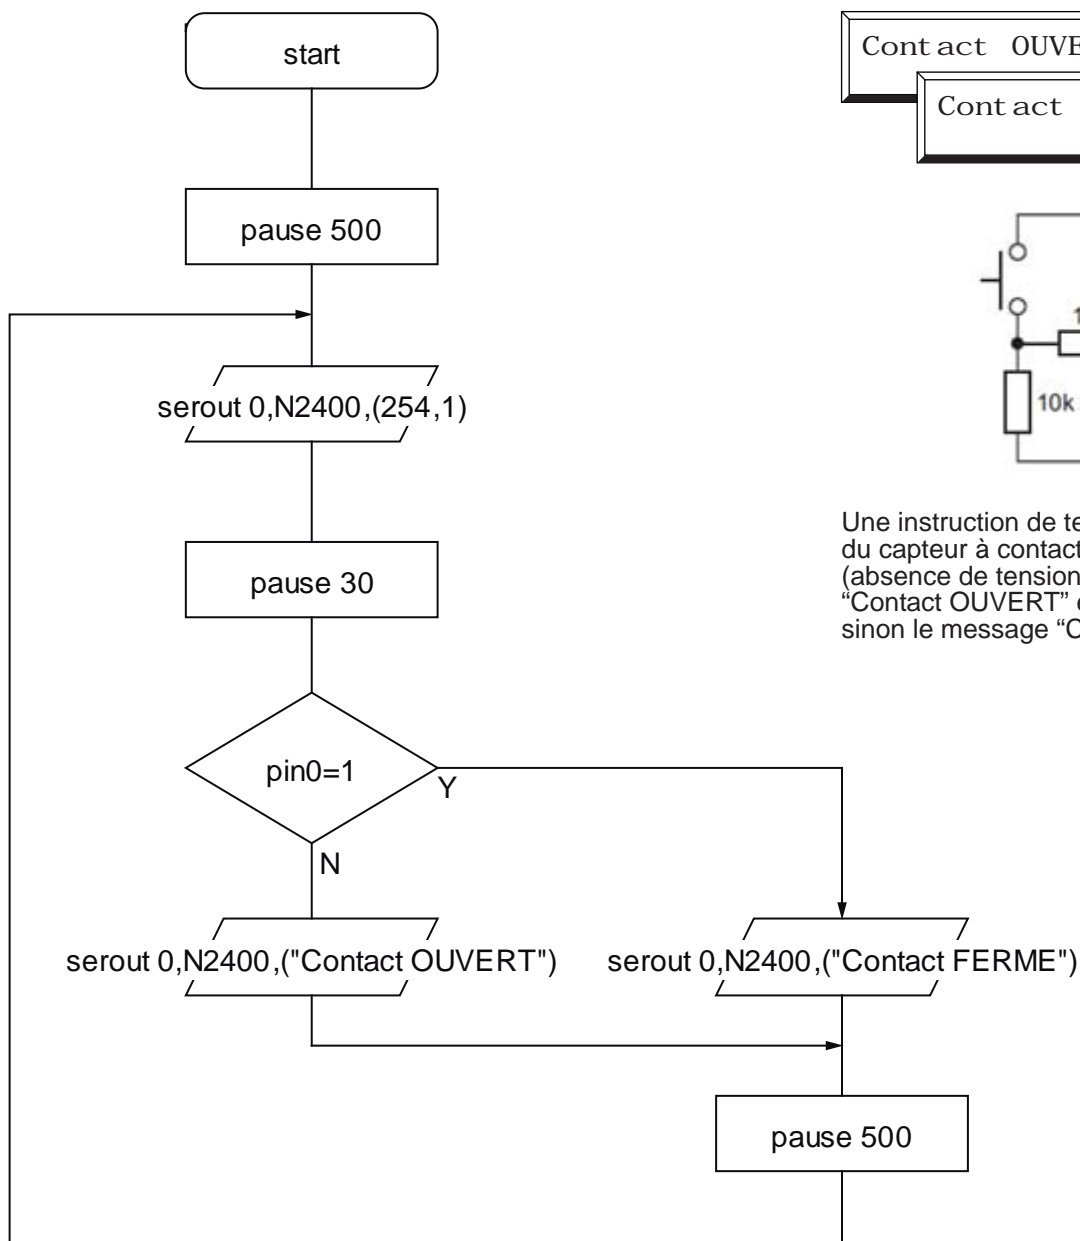 start
pause 500
serout 0,N2400,(254,1)
pause 30
pin0=1
Y
N
serout 0,N2400,("Contact OUVERT")
serout 0,N2400,("Contact FERME")
pause 500
Contact
Contact
10k
Une instruction de
du capteur à contact
(absence de tension
“Contact OUVERT”
sinon le message